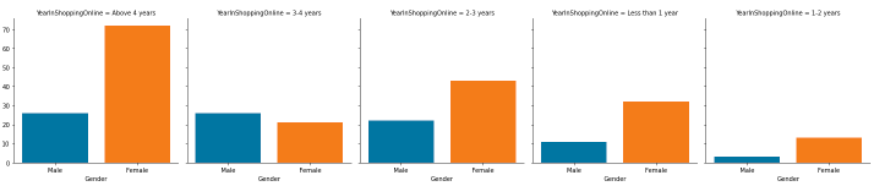 YearInShoppingOnline = Above 4 years
YearInShoppingOnline = 3-4 years
YearInShoppingOnline = 2-3 years
YearInShoppingOnline = Less than 1 year
YearInShoppingOnline = 1-2 years
70
60
50
40
30
20
10
0
Male Female
Gender
Male Female
Gender
Male Female
Gender
Male Female
Gender
Male Female
Gender